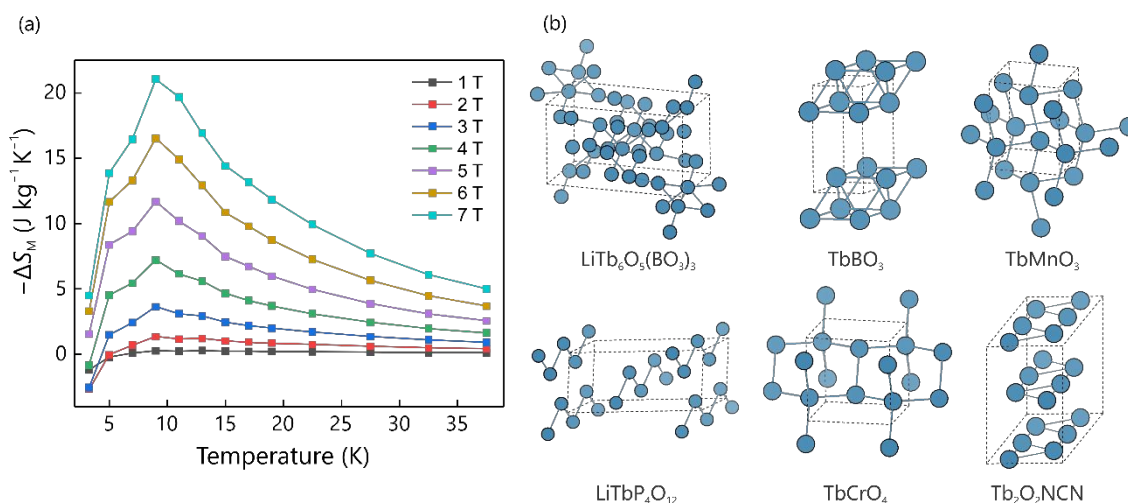 (a)
−ΔS_M (J kg⁻¹ K⁻¹)
20
15
10
5
0
1 T
2 T
3 T
4 T
5 T
6 T
7 T
5 10 15 20 25 30 35
Temperature (K)
(b)
LiTb₆O₅(BO₃)₃ TbBO₃ TbMnO₃
LiTbP₄O₁₂ TbCrO₄ Tb₂O₂NCN